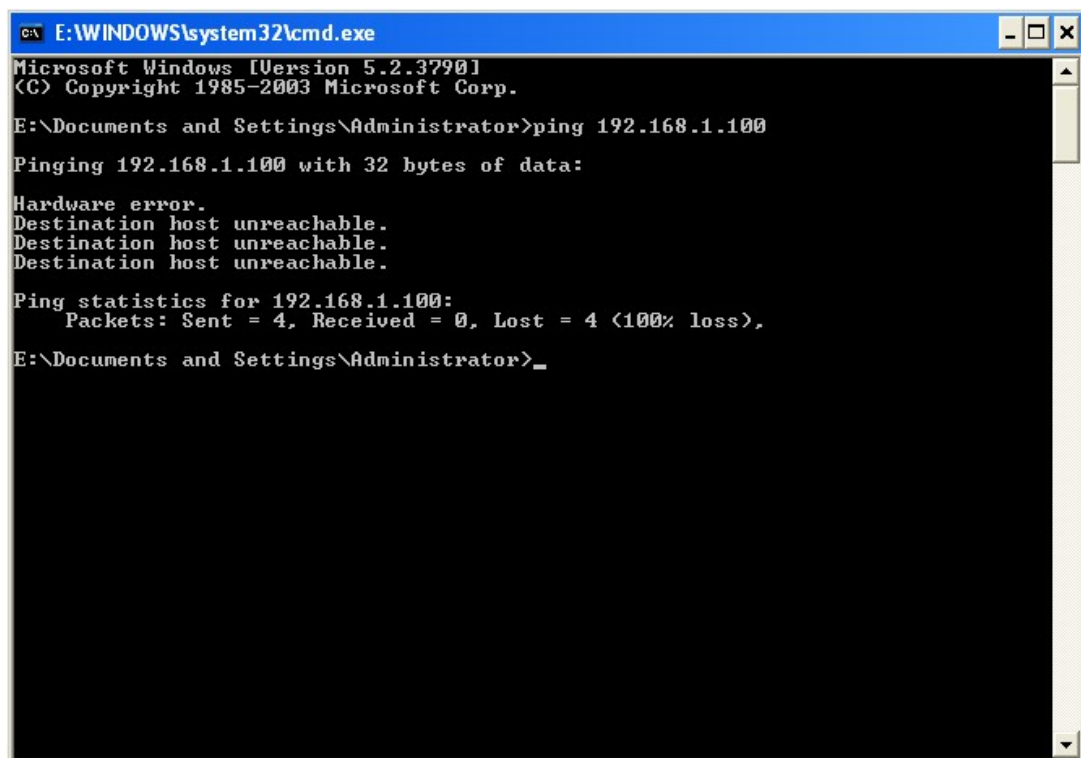 E:\WINDOWS\system32\cmd.exe
Microsoft Windows [Version 5.2.3790]
(C) Copyright 1985-2003 Microsoft Corp.
E:\Documents and Settings\Administrator>ping 192.168.1.100
Pinging 192.168.1.100 with 32 bytes of data:
Hardware error.
Destination host unreachable.
Destination host unreachable.
Destination host unreachable.
Ping statistics for 192.168.1.100:
Packets: Sent = 4, Received = 0, Lost = 4 (100% loss),
E:\Documents and Settings\Administrator>_